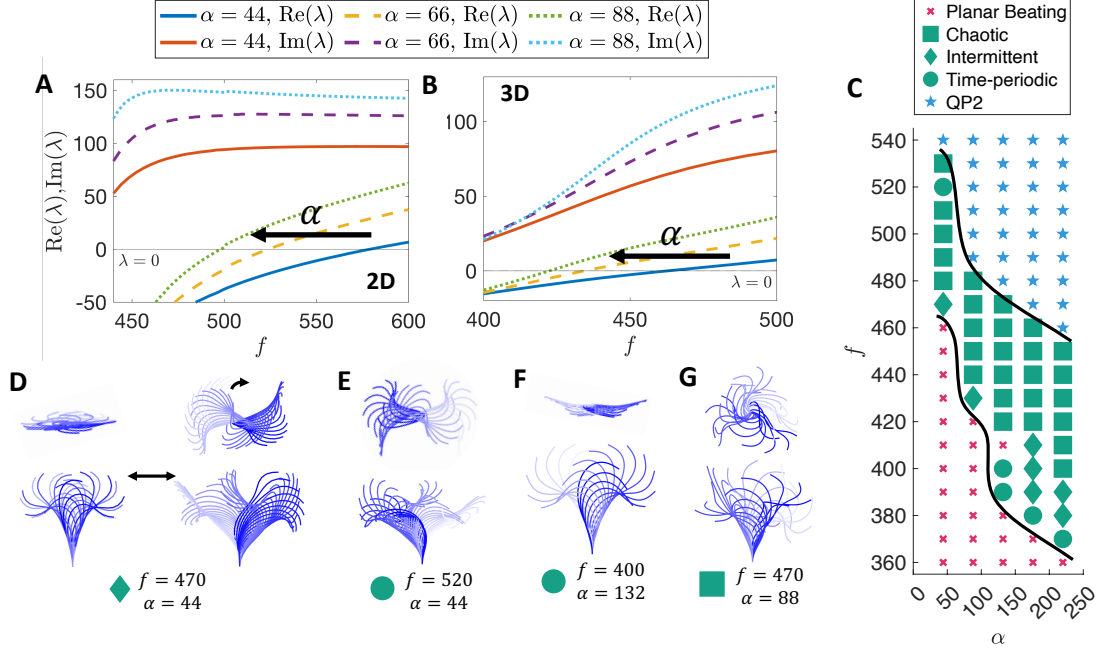 α = 44, Re(λ) α = 66, Re(λ) α = 88, Re(λ)
α = 44, Im(λ) α = 66, Im(λ) α = 88, Im(λ)
Planar Beating
Chaotic
Intermittent
Time-periodic
QP2
A
Re(λ),Im(λ)
150
100
50
0
-50
λ = 0
α
2D
450 500 550 600
f
B
3D
100
50
0
α
λ = 0
400 450 500
f
C
f
540
520
500
480
460
440
420
400
380
360
0 50 100 150 200 250
α
D
f = 470
α = 44
E
f = 520
α = 44
F
f = 400
α = 132
G
f = 470
α = 88